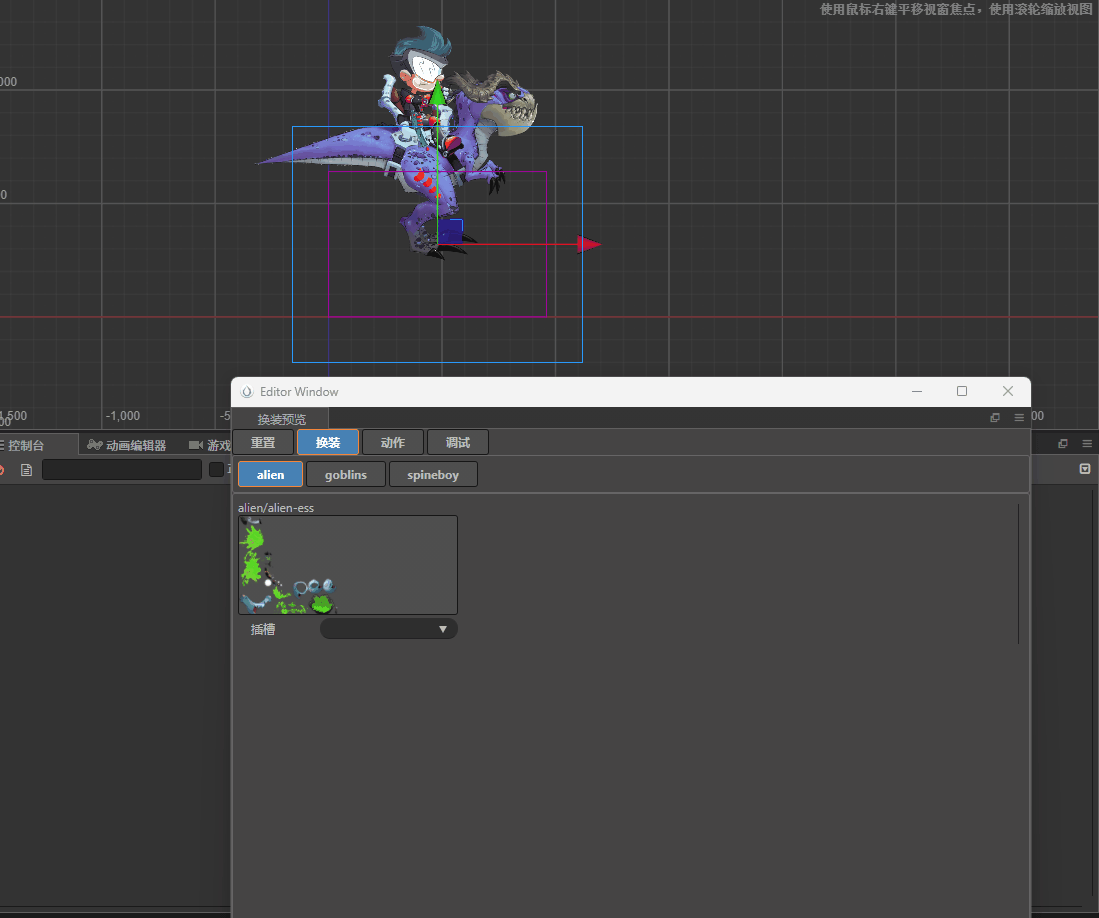 使用鼠标右键平移视窗焦点，使用滚轮缩放视图
000
0
1,500
-1,000
-5
00
00
Editor Window
换装预览
控制台
动画编辑器
游戏
重置
换装
动作
调试
alien
goblins
spineboy
alien/alien-ess
插槽